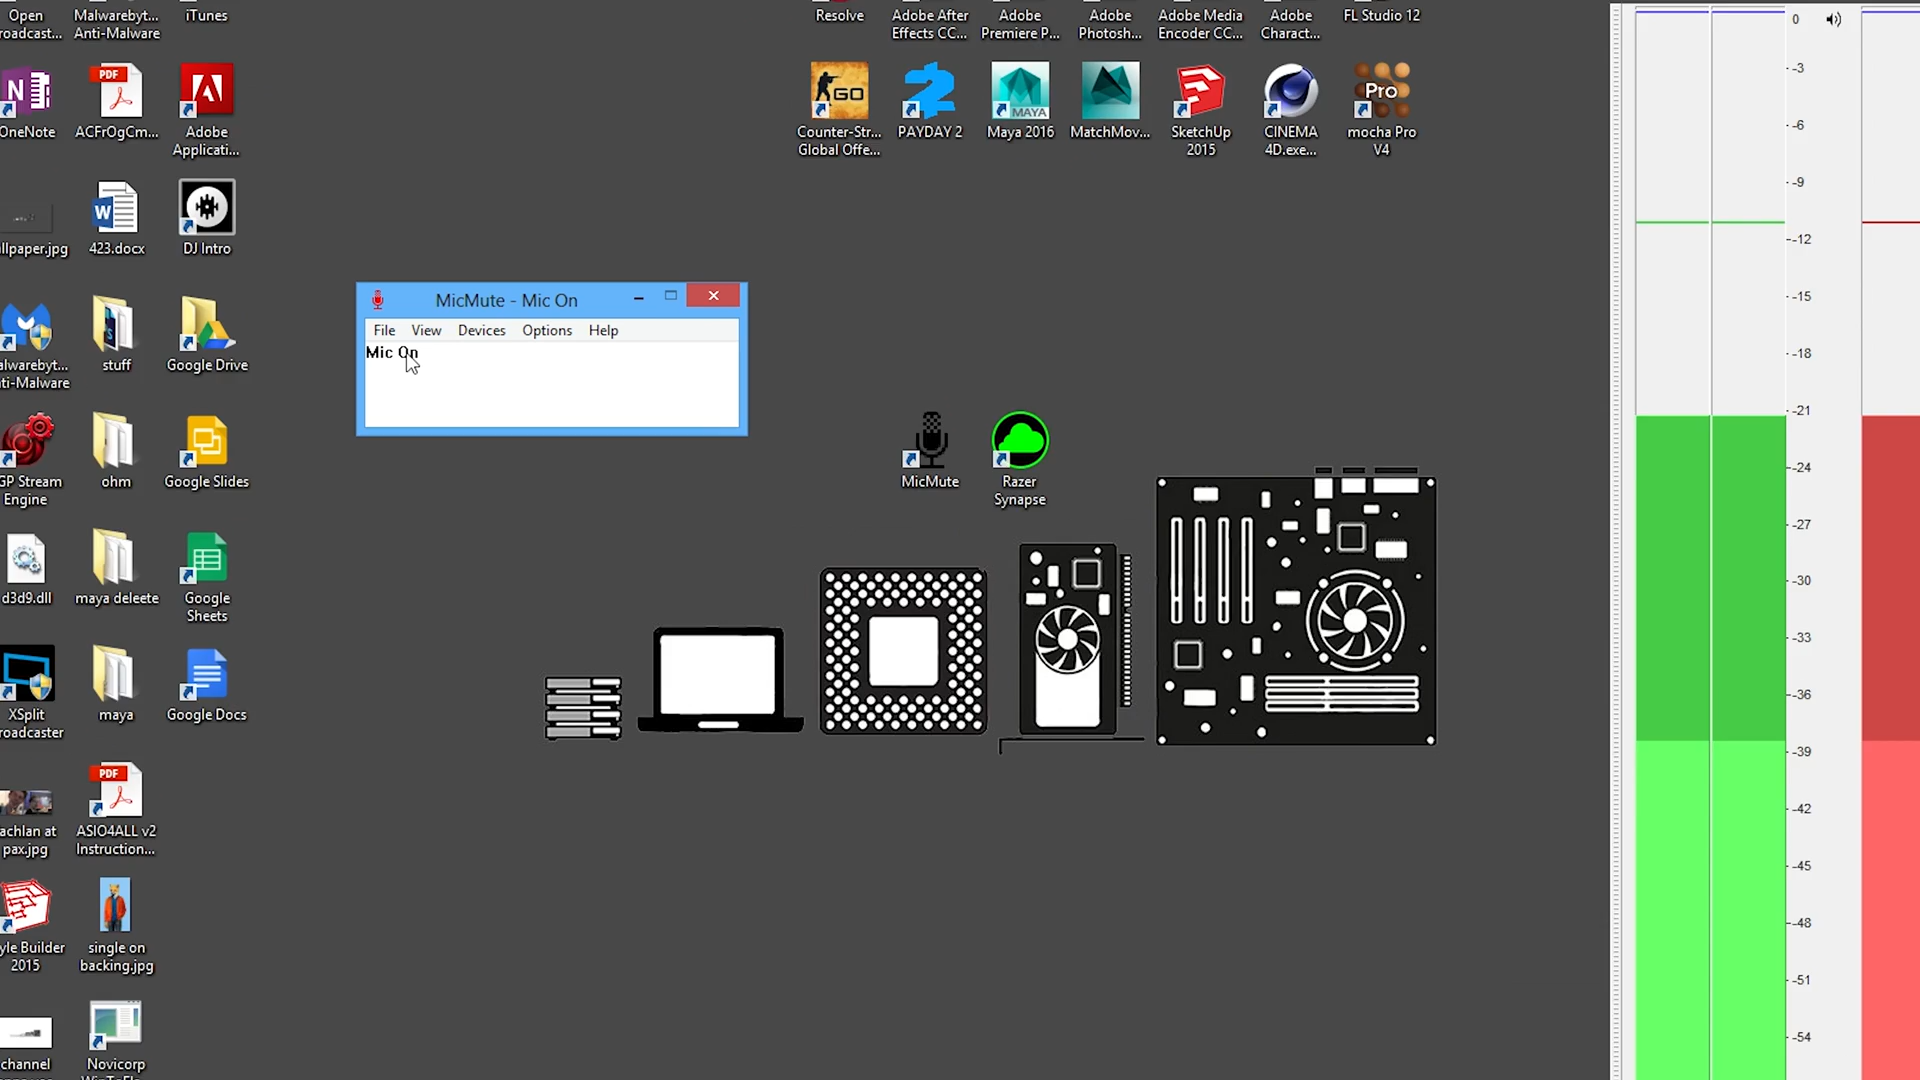 Open
roadcast...
Malwarebyt...
Anti-Malware
iTunes
Resolve
Adobe After
Effects CC...
Adobe
Premiere P...
Adobe
Photosh...
Adobe Media
Encoder CC...
Adobe
Charact...
FL Studio 12
OneNote
PDF
ACFrOgCm...
Adobe
Applicati...
GO
Counter-Str...
Global Offe...
PAYDAY 2
MAYA
Maya 2016
MatchMov...
SketchUp
2015
CINEMA
4D.exe...
Pro
mocha Pro
V4
llpaper.jpg
423.docx
DJ Intro
MicMute - Mic On
File View Devices Options Help
Mic On
alwarebyt...
ti-Malware
stuff
Google Drive
GP Stream
Engine
ohm
Google Slides
MicMute
Razer
Synapse
d3d9.dll
maya delete
Google
Sheets
XSplit
roadcaster
maya
Google Docs
achlan at
pax.jpg
PDF
ASIO4ALL v2
Instruction...
yle Builder
2015
single on
backing.jpg
channel
Novicorp
0
-3
-6
-9
-12
-15
-18
-21
-24
-27
-30
-33
-36
-39
-42
-45
-48
-51
-54